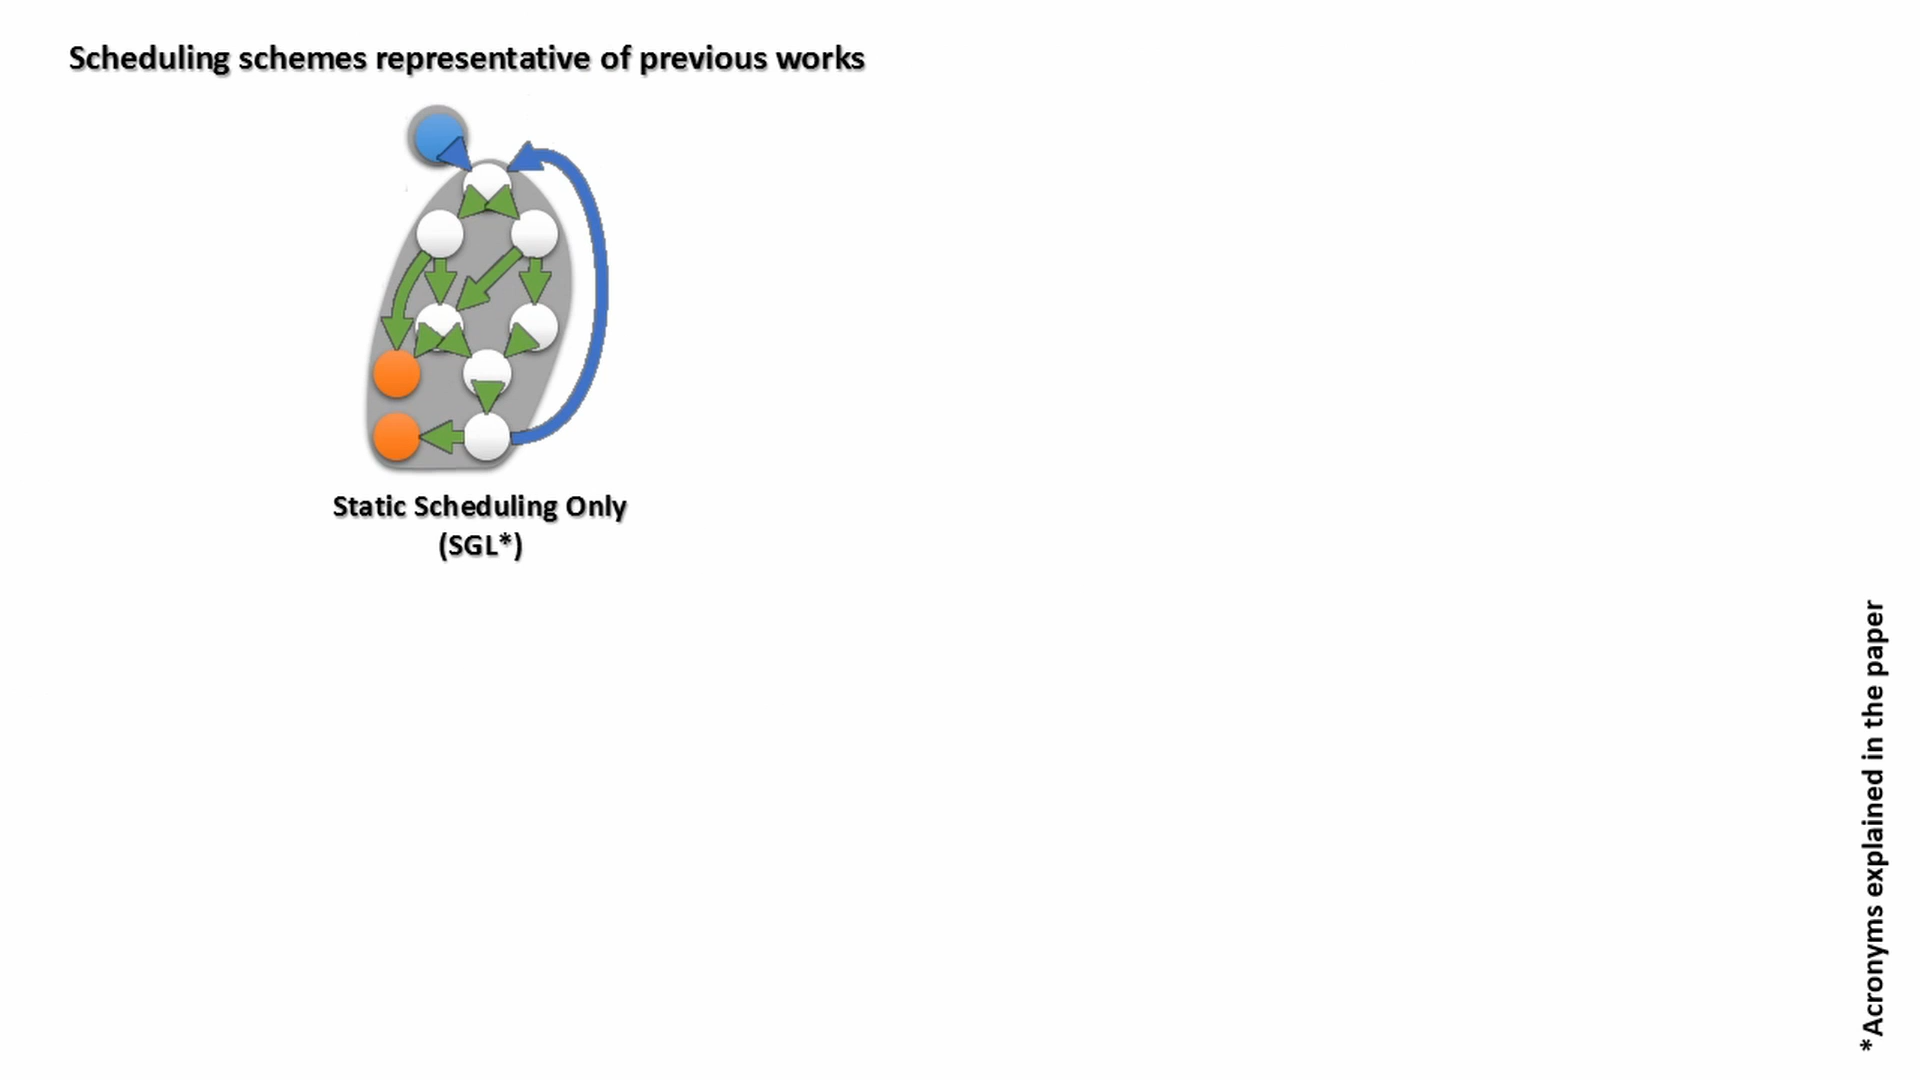 Scheduling schemes representative of previous works
Static Scheduling Only
(SGL*)
*Acronyms explained in the paper